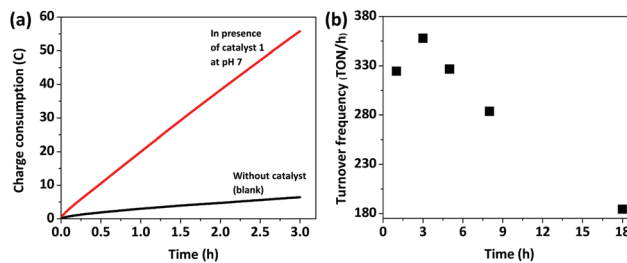 (a)
Charge consumption (C)
60
50
40
30
20
10
0
In presence
of catalyst 1
at pH 7
Without catalyst
(blank)
0.0 0.5 1.0 1.5 2.0 2.5 3.0
Time (h)
(b)
Turnover frequency (TON/h)
380
330
280
230
180
0 3 6 9 12 15 18
Time (h)